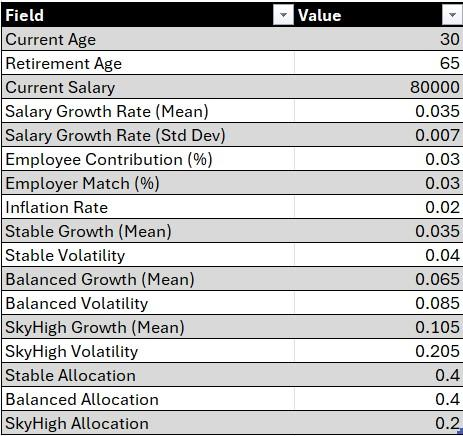 Field Value
Current Age 30
Retirement Age 65
Current Salary 80000
Salary Growth Rate (Mean) 0.035
Salary Growth Rate (Std Dev) 0.007
Employee Contribution (%) 0.03
Employer Match (%) 0.03
Inflation Rate 0.02
Stable Growth (Mean) 0.035
Stable Volatility 0.04
Balanced Growth (Mean) 0.065
Balanced Volatility 0.085
SkyHigh Growth (Mean) 0.105
SkyHigh Volatility 0.205
Stable Allocation 0.4
Balanced Allocation 0.4
SkyHigh Allocation 0.2